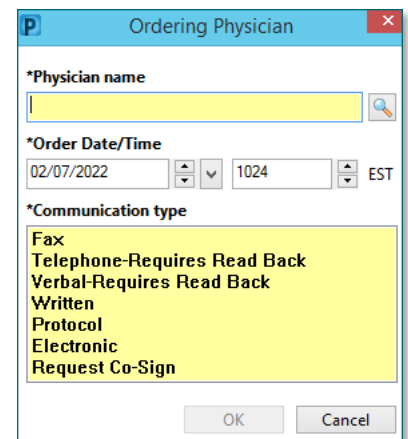 P Ordering Physician ×
*Physician name
*Order Date/Time
02/07/2022 1024 EST
*Communication type
Fax
Telephone-Requires Read Back
Verbal-Requires Read Back
Written
Protocol
Electronic
Request Co-Sign
OK Cancel